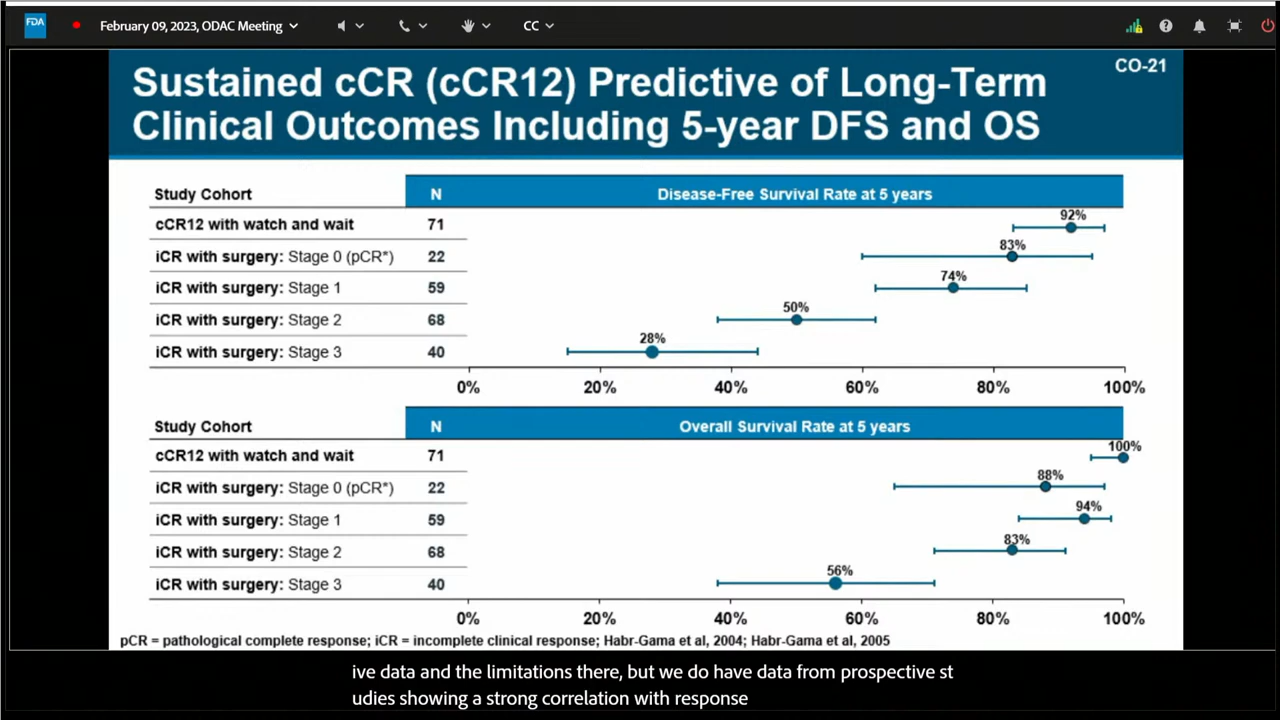 FDA
February 09, 2023, ODAC Meeting
CC
CO-21
Sustained cCR (cCR12) Predictive of Long-Term
Clinical Outcomes Including 5-year DFS and OS
Study Cohort N Disease-Free Survival Rate at 5 years
cCR12 with watch and wait 71 92%
iCR with surgery: Stage 0 (pCR*) 22 83%
iCR with surgery: Stage 1 59 74%
iCR with surgery: Stage 2 68 50%
iCR with surgery: Stage 3 40 28%
0% 20% 40% 60% 80% 100%
Study Cohort N Overall Survival Rate at 5 years
cCR12 with watch and wait 71 100%
iCR with surgery: Stage 0 (pCR*) 22 88%
iCR with surgery: Stage 1 59 94%
iCR with surgery: Stage 2 68 83%
iCR with surgery: Stage 3 40 56%
0% 20% 40% 60% 80% 100%
pCR = pathological complete response; iCR = incomplete clinical response; Habr-Gama et al, 2004; Habr-Gama et al, 2005
ive data and the limitations there, but we do have data from prospective st
udies showing a strong correlation with response